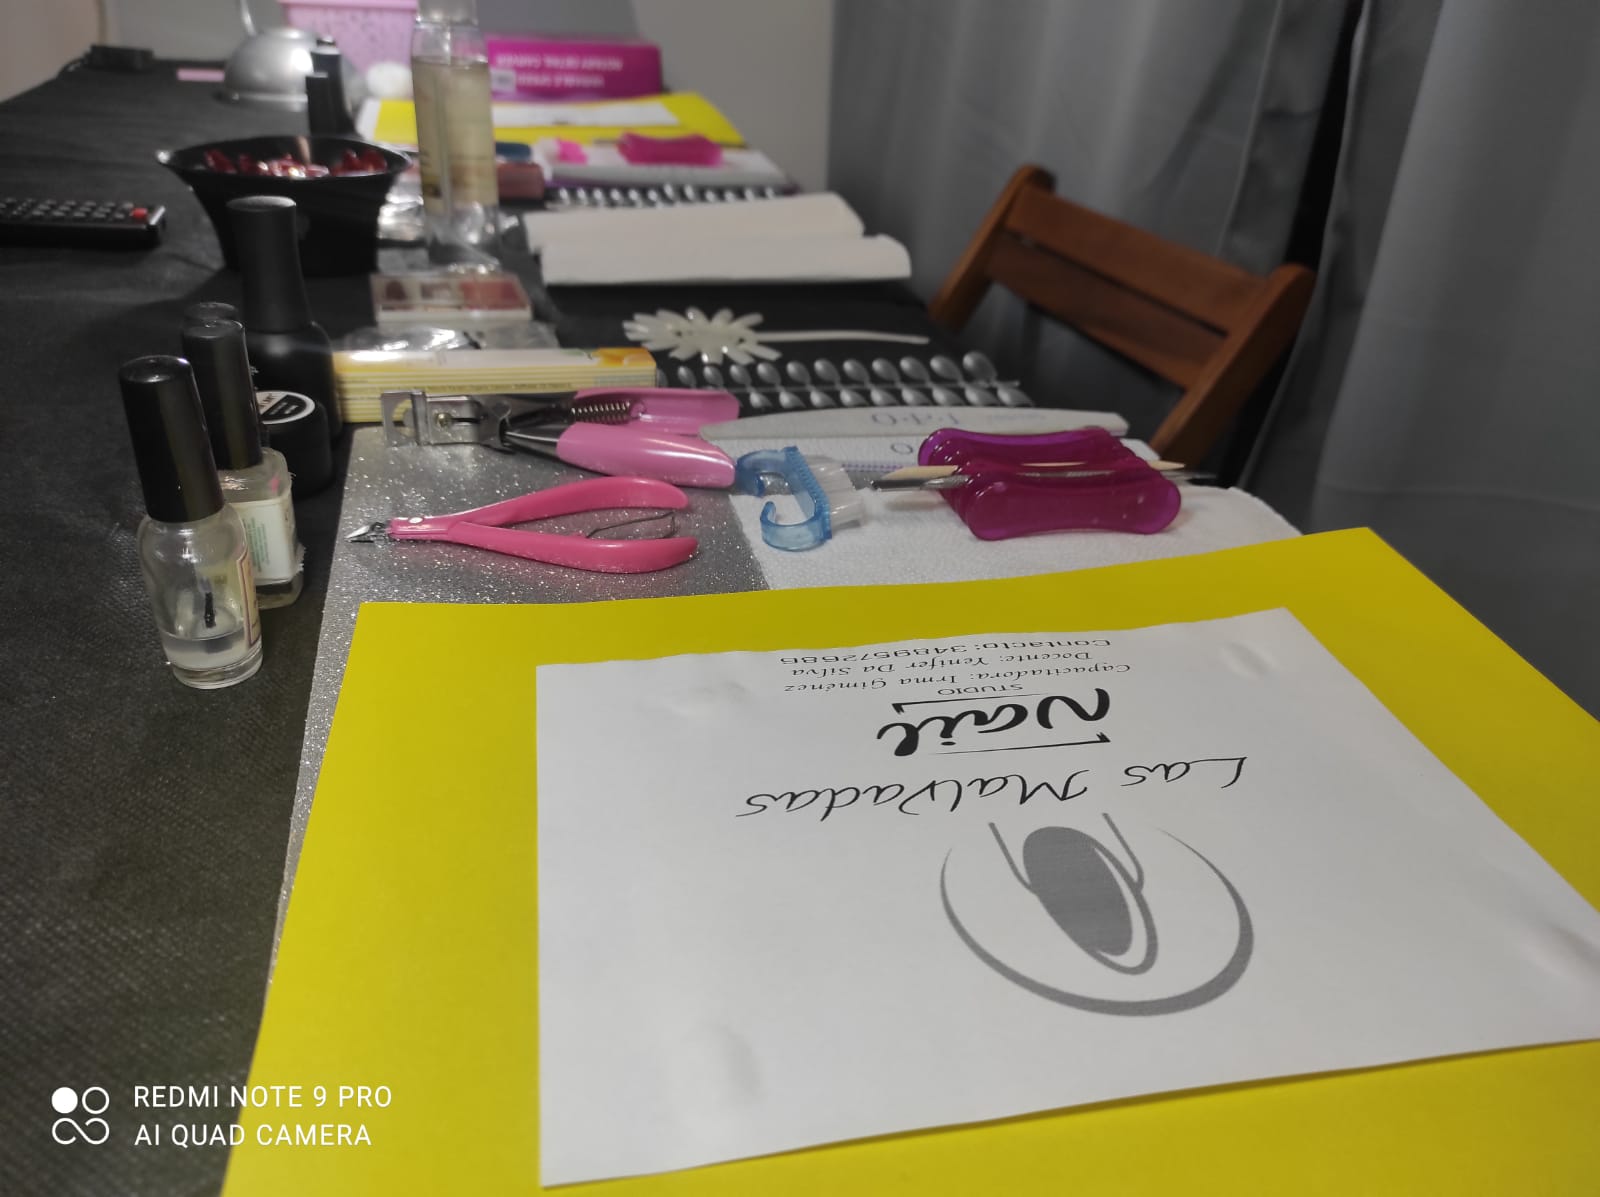 Las Malvadas
Nail
STUDIO
Capacitadora: Irma Giménez
Docente: Yenifer Da Silva
Contacto: 3489572686
REDMI NOTE 9 PRO
AI QUAD CAMERA